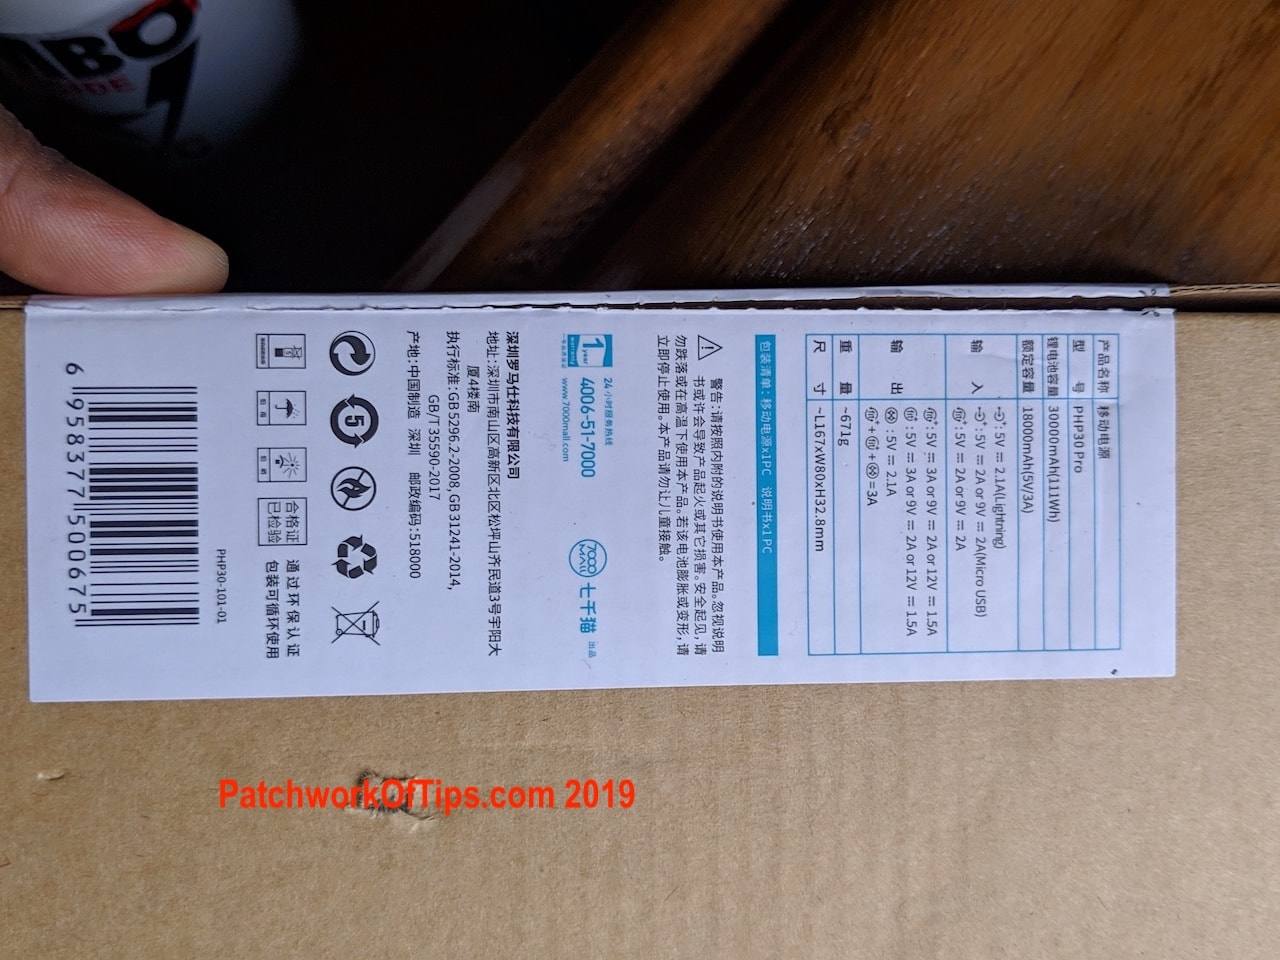 BO
产品名称 移动电源
型 号 PHP30 Pro
锂电池容量 30000mAh(111Wh)
额定容量 18000mAh(5V/3A)
输 入
:5V ⎓ 2.1A(Lightning)
:5V ⎓ 2A or 9V ⎓ 2A(Micro USB)
:5V ⎓ 2A or 9V ⎓ 2A
输 出
:5V ⎓ 3A or 9V ⎓ 2A or 12V ⎓ 1.5A
:5V ⎓ 3A or 9V ⎓ 2A or 12V ⎓ 1.5A
:5V ⎓ 2.1A
+ + =3A
重 量 ~671g
尺 寸 ~L167xW80xH32.8mm
包装清单: 移动电源x1PC 说明书x1PC
警告:请按照内附的说明书使用本产品。忽视说明
书或许会导致产品起火或其它损害。安全起见,请
勿跌落或在高温下使用本产品。若该电池膨胀或变形,请
立即停止使用。本产品请勿让儿童接触。
1 year
warranty
24小时服务热线
4006-51-7000
www.7000mall.com
7000
MALL
七千猫 出品
深圳罗马仕科技有限公司
地址:深圳市南山区高新区北区松坪山齐民道3号宇阳大
厦4楼南
执行标准:GB5296.2-2008,GB31241-2014,
GB/T35590-2017
产地:中国制造 深圳 邮政编码:518000
5
合格证
已检验
通过环保认证
包装可循环使用
PHP30-101-01
6 958377 500675
PatchworkOfTips.com 2019